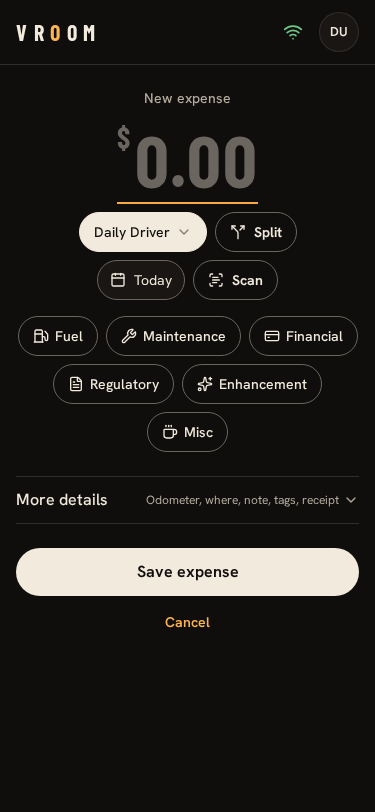 VROOM
DU
New expense
$0.00
Daily Driver
Split
Today
Scan
Fuel
Maintenance
Financial
Regulatory
Enhancement
Misc
More details
Odometer, where, note, tags, receipt
Save expense
Cancel